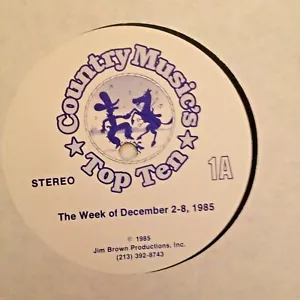 Country Music's
Top Ten
STEREO
1A
The Week of December 2-8, 1985
© 1985
Jim Brown Productions, Inc.
(213) 392-8743